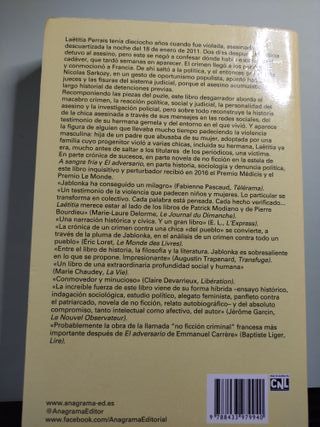 Laëtitia Perrais tenía dieciocho años cuando fue violada, asesinada
descuartizada la noche del 18 de enero de 2011. Dos días después
detuvo al asesino, pero este se negó a confesar dónde había
cadáver, que tardó semanas en aparecer. El crimen llegó a los
y conmocionó a Francia. De ahí saltó a la política, y el entonces
Nicolas Sarkozy, en un gesto de oportunismo populista, apuntó
jueces y las fisuras del sistema judicial, porque el asesino
largo historial de detenciones previas.
Recomponiendo las piezas del puzle, este libro desgarrador aborda el
macabro crimen, la reacción política, social y judicial, la personalidad del
asesino y la investigación policial, pero sobre todo reconstruye la historia
de la chica asesinada a través de sus mensajes en las redes sociales, del
testimonio de su hermana gemela y del entorno en el que vivió. Y aparece
la figura de alguien que llevaba mucho tiempo padeciendo la violencia
masculina: hija de un padre que abusaba de su mujer, adoptada por una
familia cuyo progenitor violó a varias chicas, incluida su hermana, Laëtitia ya
era, mucho antes de saltar a los titulares de los periódicos, una víctima.
En parte crónica de sucesos, en parte novela de no ficción en la estela de
A sangre fría y El adversario, en parte historia, sociología y denuncia política,
este libro inquisitivo y perturbador recibió en 2016 el Premio Médicis y el
Premio Le Monde.
«Jablonka ha conseguido un milagro» (Fabienne Pascaud, Télérama).
«Un testimonio de la violencia que padecen niños y mujeres. Lo particular se
transforma en colectivo. Cada palabra está pensada. Cada hecho verificado...
Laëtitia merece estar al lado de los libros de Patrick Modiano y de Pierre
Bourdieu» (Marie-Laure Delorme, Le Journal du Dimanche).
«Una narración histórica y cívica. Y un gran libro» (E. L., L'Express).
«La crónica de un crimen contra una chica «del pueblo» se convierte, a
través de la pluma de Jablonka, en el análisis de un crimen contra todo un
pueblo» (Eric Loret, Le Monde des Livres).
«Entre el libro de historia, la filosofía y la literatura. Jablonka es sobresaliente
en lo que se propone. Impresionante» (Augustin Trapenard, Transfuge).
«Un libro de una extraordinaria profundidad social y humana»
(Marie Chaudey, La Vie).
«Conmovedor y minucioso» (Claire Devarrieux, Libération).
«La increíble fuerza de este libro viene de su forma híbrida -ensayo histórico,
indagación sociológica, estudio político, alegato feminista, panfleto contra
el patriarcado, novela de no ficción, relato autobiográfico- y del absoluto
compromiso, tanto intelectual como afectivo, del autor» (Jérôme Garcin,
Le Nouvel Observateur).
«Probablemente la obra de la llamada "no ficción criminal" francesa más
importante después de El adversario de Emmanuel Carrère» (Baptiste Liger,
Lire).
www.anagrama-ed.es
@AnagramaEditor
www.facebook.com/AnagramaEditorial
CNL
9 788433 979940